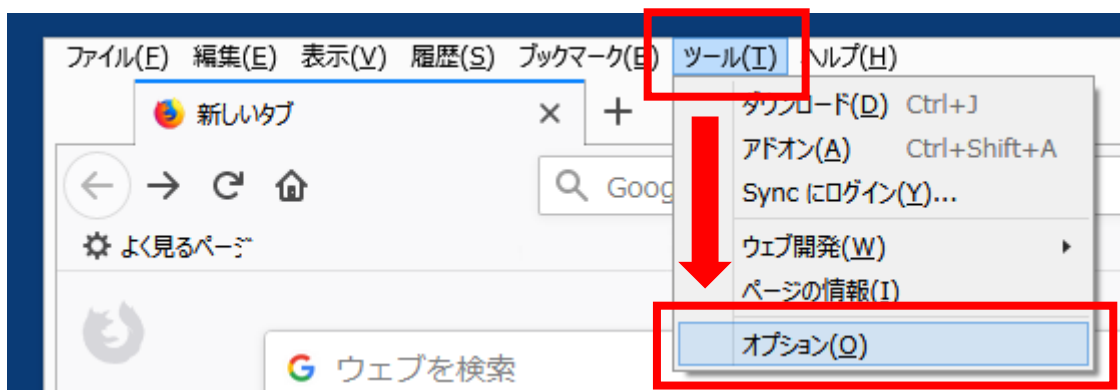 ファイル(F) 編集(E) 表示(V) 履歴(S) ブックマーク(B) ツール(T) ヘルプ(H)
新しいタブ
ダウンロード(D) Ctrl+J
アドオン(A) Ctrl+Shift+A
Goog
Sync にログイン(Y)...
よく見るページ
ウェブ開発(W)
ページの情報(I)
オプション(O)
G ウェブを検索